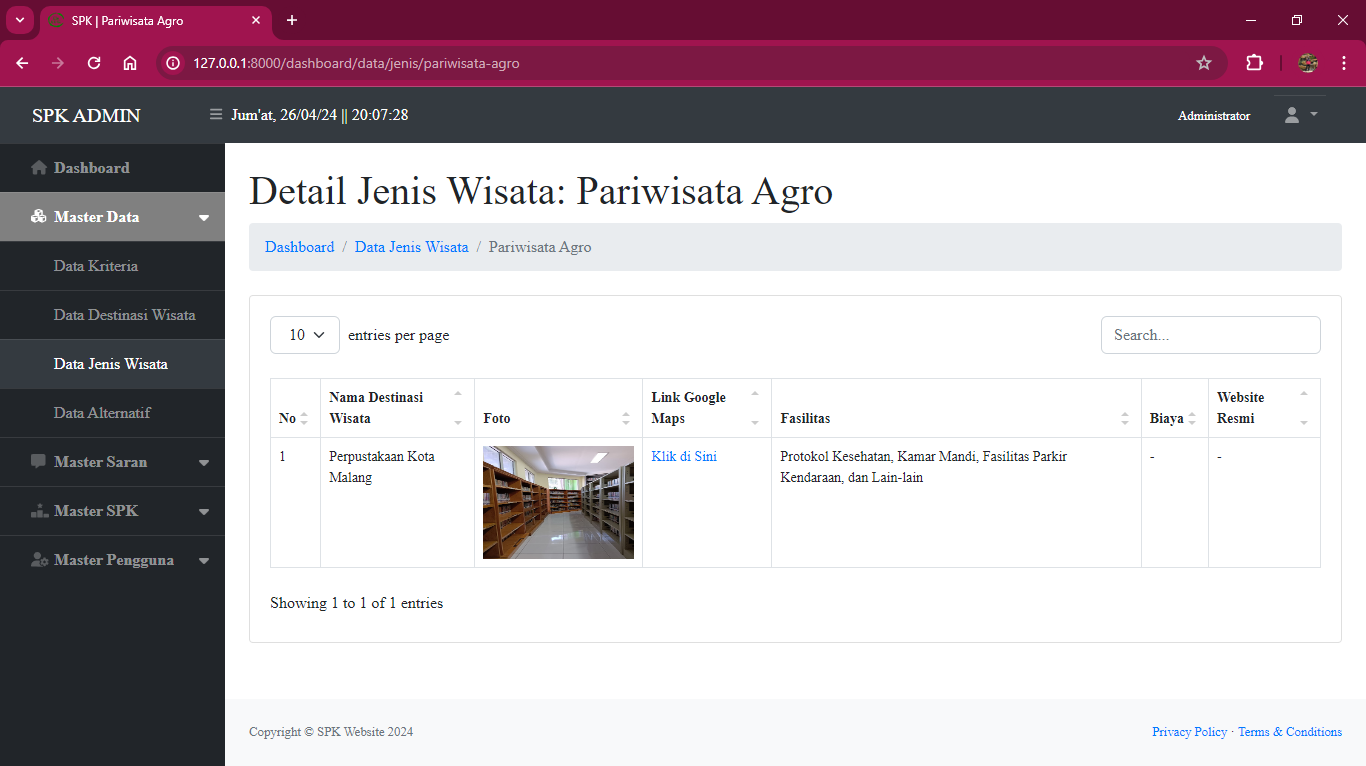 SPK | Pariwisata Agro
127.0.0.1:8000/dashboard/data/jenis/pariwisata-agro
SPK ADMIN
Jum'at, 26/04/24 || 20:07:28
Administrator
Dashboard
Master Data
Data Kriteria
Data Destinasi Wisata
Data Jenis Wisata
Data Alternatif
Master Saran
Master SPK
Master Pengguna
Detail Jenis Wisata: Pariwisata Agro
Dashboard / Data Jenis Wisata / Pariwisata Agro
10 entries per page
Search...
No
Nama Destinasi
Wisata
Foto
Link Google
Maps
Fasilitas
Biaya
Website
Resmi
1
Perpustakaan Kota
Malang
Klik di Sini
Protokol Kesehatan, Kamar Mandi, Fasilitas Parkir
Kendaraan, dan Lain-lain
-
-
Showing 1 to 1 of 1 entries
Copyright © SPK Website 2024
Privacy Policy · Terms & Conditions